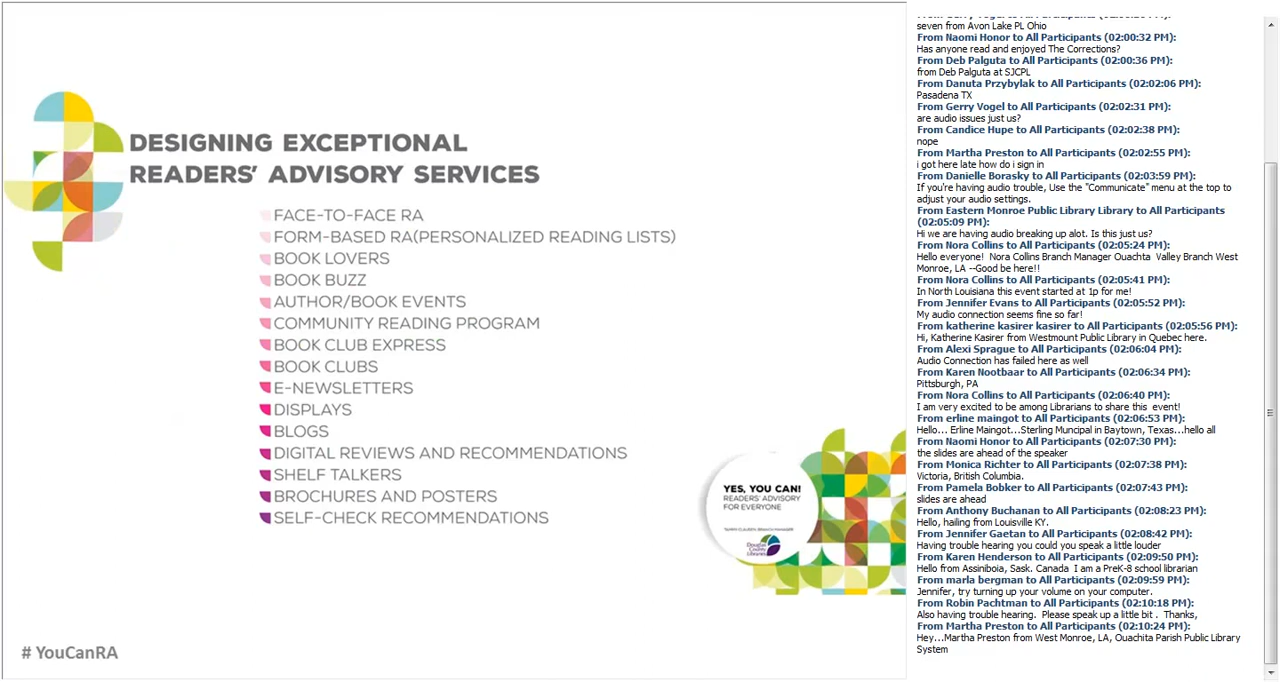 DESIGNING EXCEPTIONAL
READERS' ADVISORY SERVICES
FACE-TO-FACE RA
FORM-BASED RA(PERSONALIZED READING LISTS)
BOOK LOVERS
BOOK BUZZ
AUTHOR/BOOK EVENTS
COMMUNITY READING PROGRAM
BOOK CLUB EXPRESS
BOOK CLUBS
E-NEWSLETTERS
DISPLAYS
BLOGS
DIGITAL REVIEWS AND RECOMMENDATIONS
SHELF TALKERS
BROCHURES AND POSTERS
SELF-CHECK RECOMMENDATIONS
YES, YOU CAN!
READERS' ADVISORY
FOR EVERYONE
Douglas
County
Libraries
# YouCanRA
seven from Avon Lake PL Ohio
From Naomi Honor to All Participants (02:00:32 PM):
Has anyone read and enjoyed The Corrections?
From Deb Palguta to All Participants (02:00:36 PM):
from Deb Palguta at SJCPL
From Danuta Przybylak to All Participants (02:02:06 PM):
Pasadena TX
From Gerry Vogel to All Participants (02:02:31 PM):
are audio issues just us?
From Candice Hupe to All Participants (02:02:38 PM):
nope
From Martha Preston to All Participants (02:02:55 PM):
i got here late how do i sign in
From Danielle Borasky to All Participants (02:03:59 PM):
If you're having audio trouble, Use the "Communicate" menu at the top to
adjust your audio settings.
From Eastern Monroe Public Library Library to All Participants
(02:05:09 PM):
Hi we are having audio breaking up alot. Is this just us?
From Nora Collins to All Participants (02:05:24 PM):
Hello everyone! Nora Collins Branch Manager Ouachta Valley Branch West
Monroe, LA --Good be here!!
From Nora Collins to All Participants (02:05:41 PM):
In North Louisiana this event started at 1p for me!
From Jennifer Evans to All Participants (02:05:52 PM):
My audio connection seems fine so far!
From katherine kasirer kasirer to All Participants (02:05:56 PM):
Hi, Katherine Kasirer from Westmount Public Library in Quebec here.
From Alexi Sprague to All Participants (02:06:04 PM):
Audio Connection has failed here as well
From Karen Nootbaar to All Participants (02:06:34 PM):
Pittsburgh, PA
From Nora Collins to All Participants (02:06:40 PM):
I am very excited to be among Librarians to share this event!
From erline maingot to All Participants (02:06:53 PM):
Hello... Erline Maingot...Sterling Muncipal in Baytown, Texas...hello all
From Naomi Honor to All Participants (02:07:30 PM):
the slides are ahead of the speaker
From Monica Richter to All Participants (02:07:38 PM):
Victoria, British Columbia.
From Pamela Bobker to All Participants (02:07:43 PM):
slides are ahead
From Anthony Buchanan to All Participants (02:08:23 PM):
Hello, hailing from Louisville KY.
From Jennifer Gaetan to All Participants (02:08:42 PM):
Having trouble hearing you could you speak a little louder
From Karen Henderson to All Participants (02:09:50 PM):
Hello from Assiniboia, Sask. Canada I am a PreK-8 school librarian
From marla bergman to All Participants (02:09:59 PM):
Jennifer, try turning up your volume on your computer.
From Robin Pachtman to All Participants (02:10:18 PM):
Also having trouble hearing. Please speak up a little bit . Thanks,
From Martha Preston to All Participants (02:10:24 PM):
Hey...Martha Preston from West Monroe, LA, Ouachita Parish Public Library
System